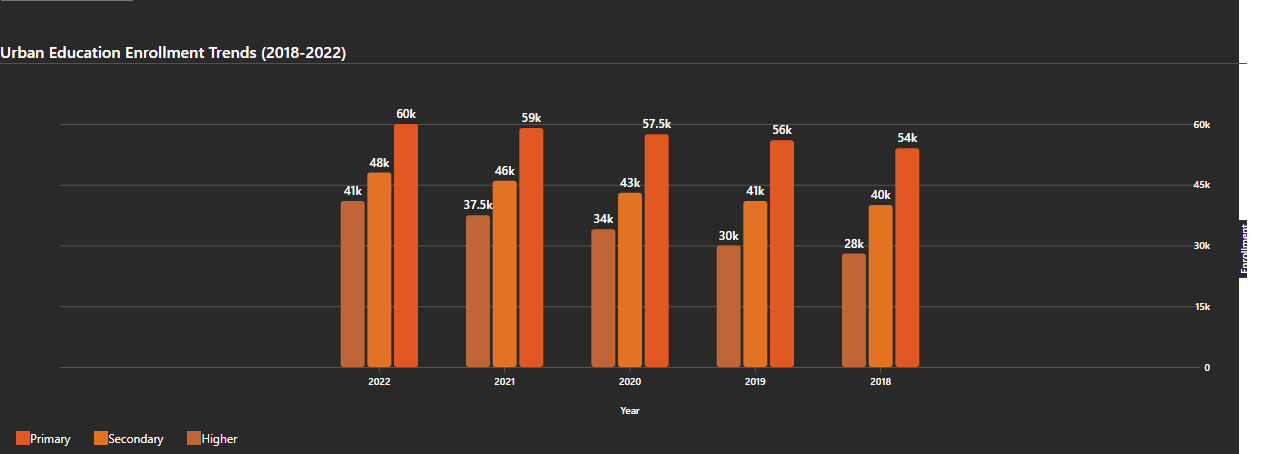 Urban Education Enrollment Trends (2018-2022)
60k
59k
57.5k
56k
54k
48k
46k
43k
41k
40k
41k
37.5k
34k
30k
28k
60k
45k
30k
15k
0
Enrollment
2022 2021 2020 2019 2018
Year
Primary Secondary Higher